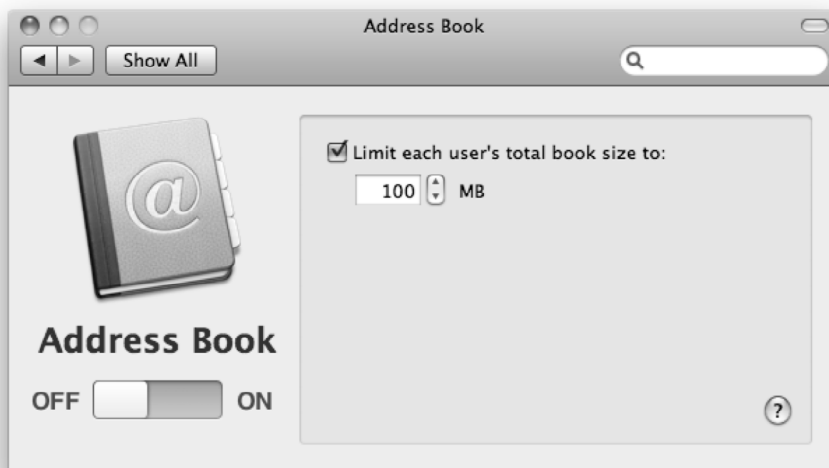 Address Book
Show All
Limit each user's total book size to:
100 MB
@
Address Book
OFF ON
?